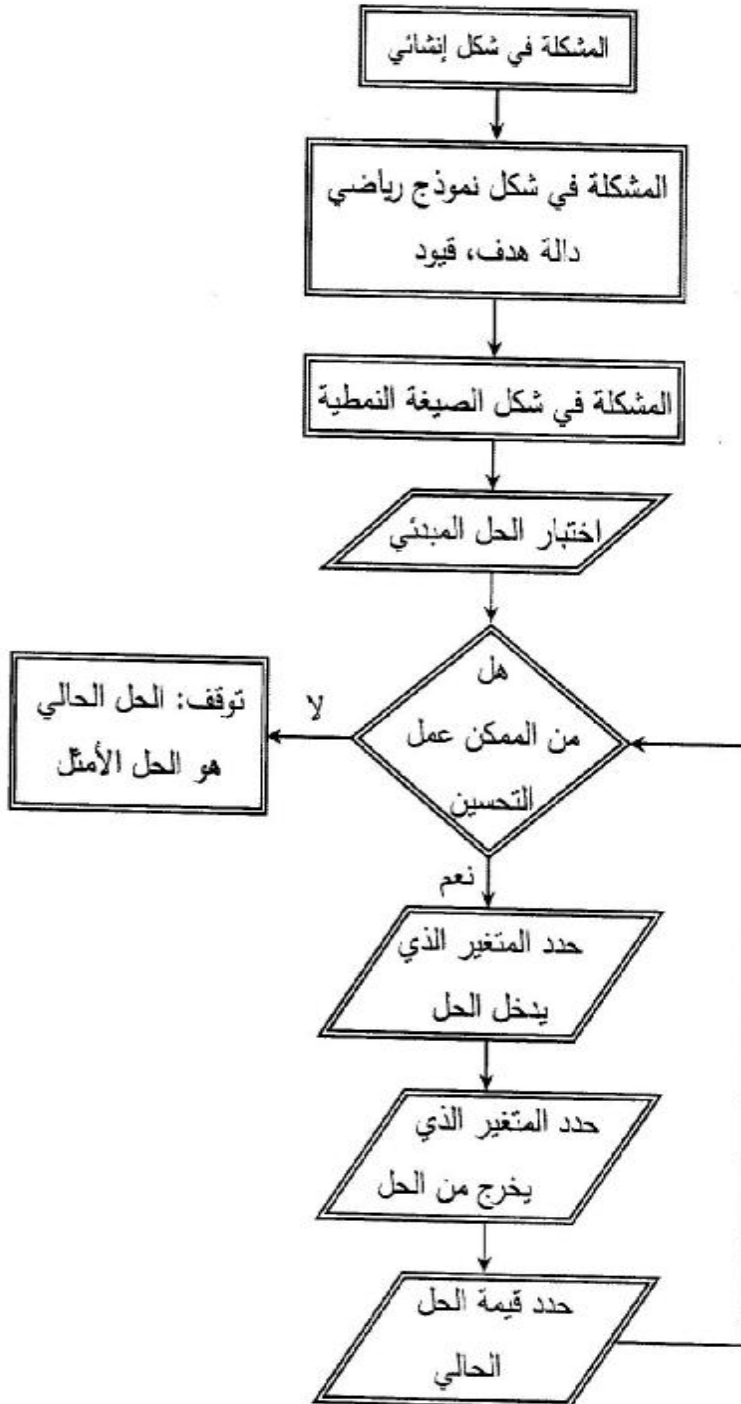 المشكلة في شكل إنشائي
المشكلة في شكل نموذج رياضي
دالة هدف، قيود
المشكلة في شكل الصيغة النمطية
اختبار الحل المبدئي
هل
من الممكن عمل
التحسين
لا
توقف: الحل الحالي
هو الحل الأمثل
نعم
حدد المتغير الذي
يدخل الحل
حدد المتغير الذي
يخرج من الحل
حدد قيمة الحل
الحالي